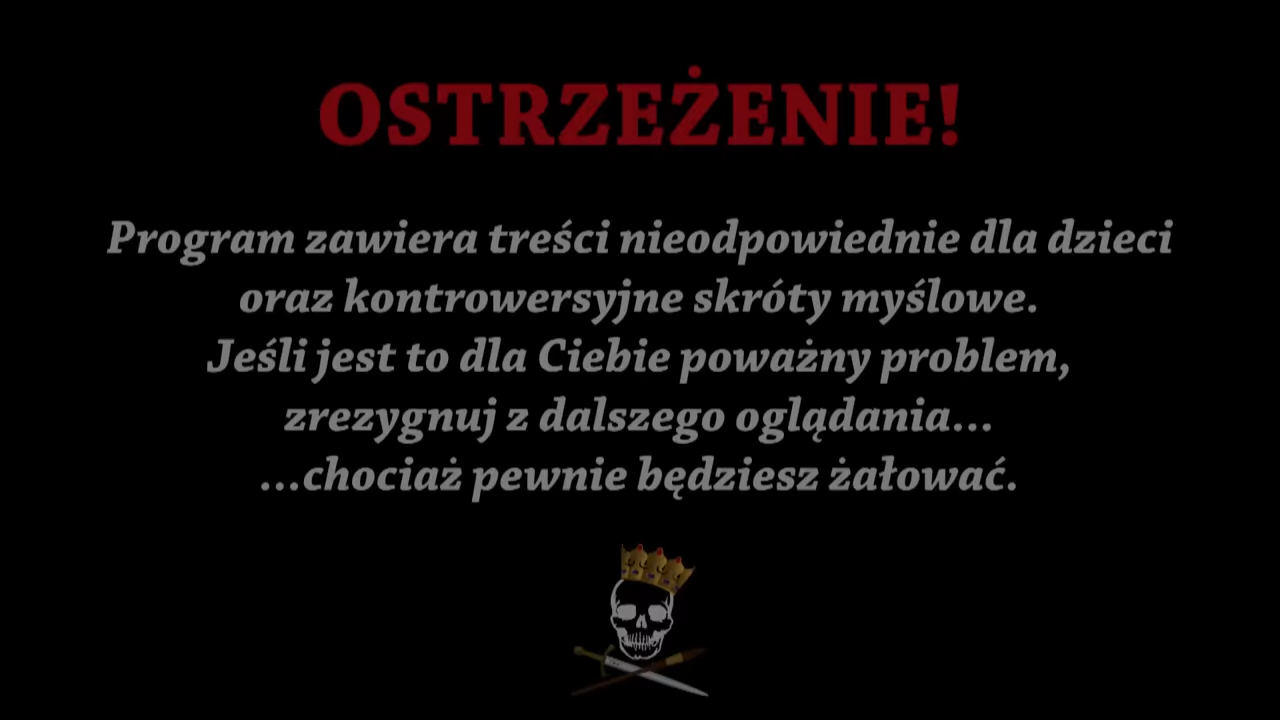 OSTRZEŻENIE!
Program zawiera treści nieodpowiednie dla dzieci
oraz kontrowersyjne skróty myślowe.
Jeśli jest to dla Ciebie poważny problem,
zrezygnuj z dalszego oglądania...
...chociaż pewnie będziesz żałować.